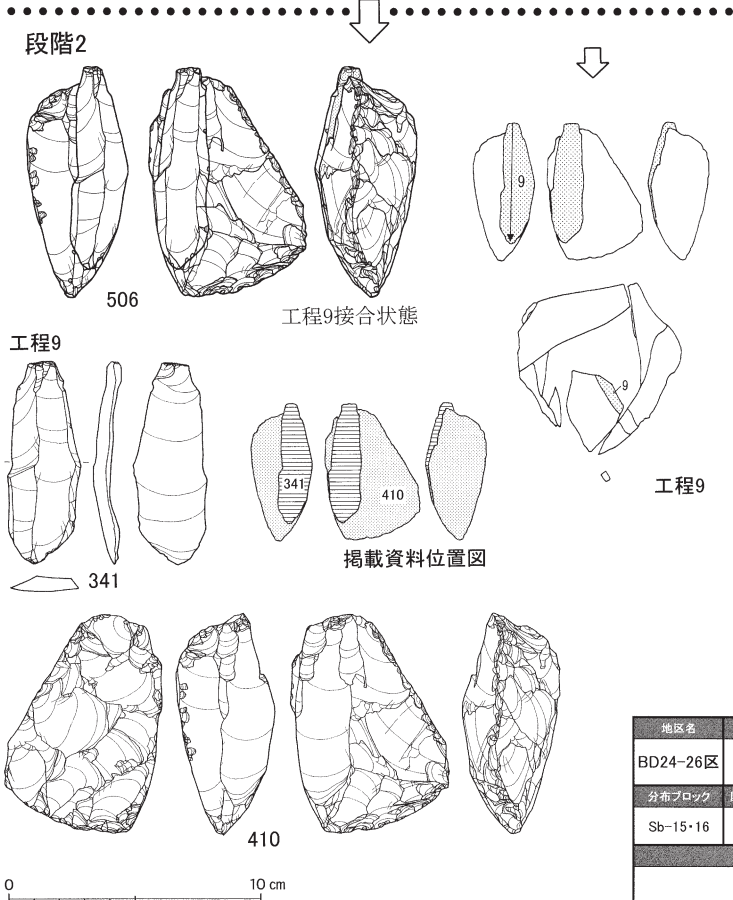 段階2
506
工程9接合状態
9
9
工程9
工程9
341
341
410
掲載資料位置図
410
0 10 cm
地区名
BD24-26区
分布ブロック
Sb-15・16